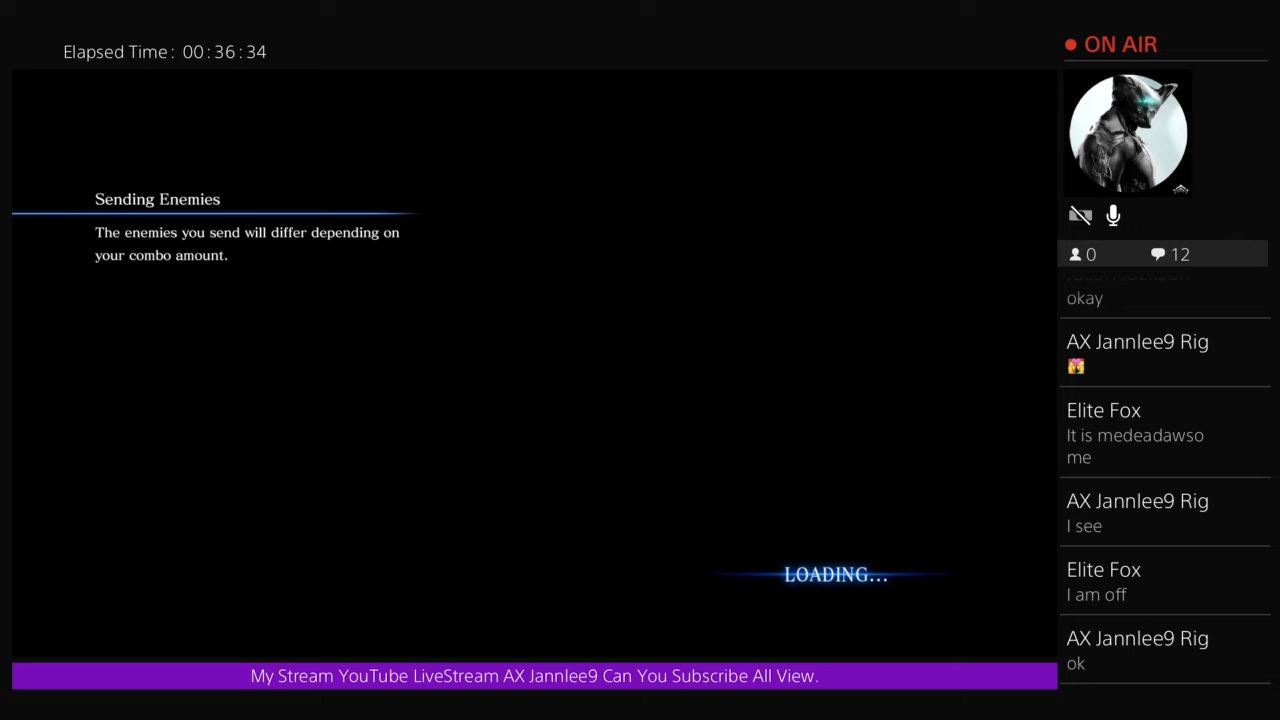 Elapsed Time: 00:36:34
ON AIR
Sending Enemies
The enemies you send will differ depending on
your combo amount.
LOADING...
0 12
okay
AX Jannlee9 Rig
Elite Fox
It is medeadawso
me
AX Jannlee9 Rig
I see
Elite Fox
I am off
AX Jannlee9 Rig
ok
My Stream YouTube LiveStream AX Jannlee9 Can You Subscribe All View.